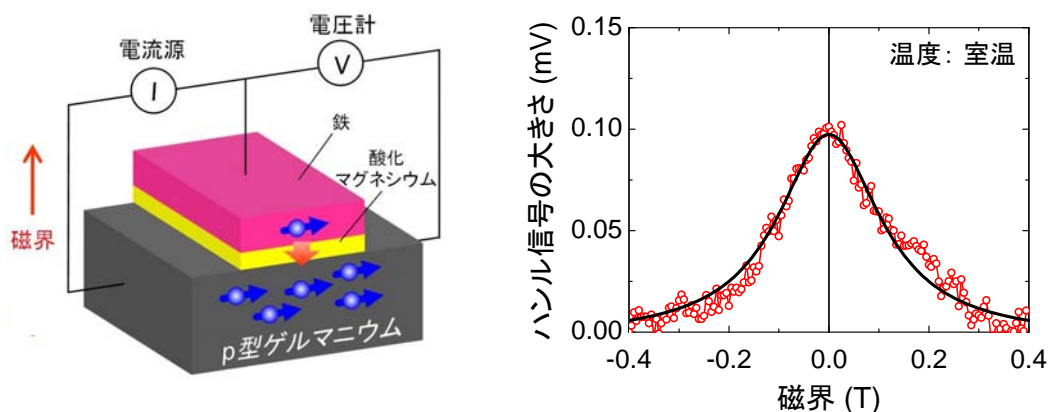 電流源
電圧計
I
V
鉄
酸化
マグネシウム
磁界
p型ゲルマニウム
ハンル信号の大きさ (mV)
0.15
0.10
0.05
0.00
温度: 室温
-0.4
-0.2
0.0
0.2
0.4
磁界 (T)